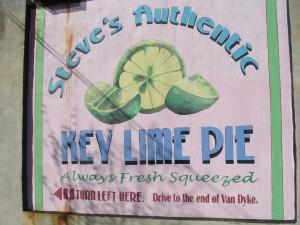 Steve's Authentic
KEY LIME PIE
Always Fresh Squeezed
TURN LEFT HERE. Drive to the end of Van Dyke.